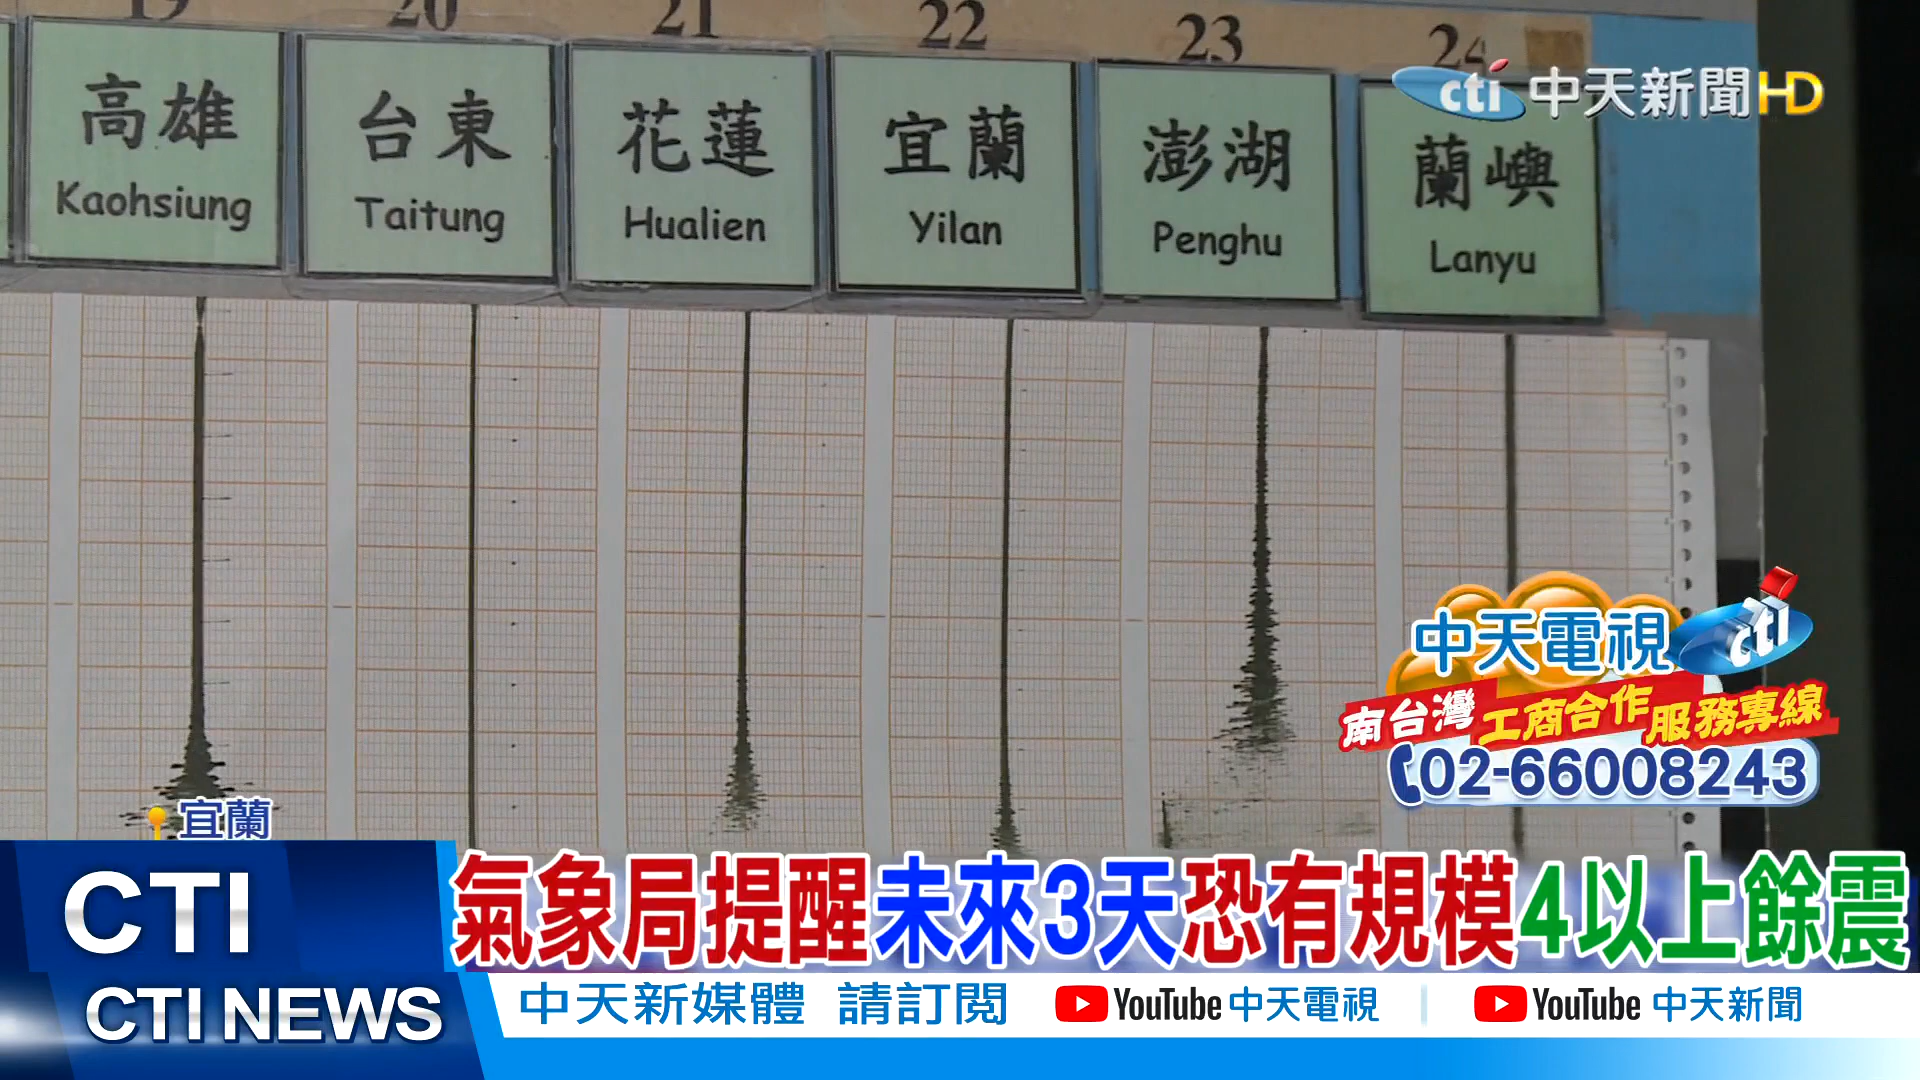 19 20 21 22 23 24
高雄 台東 花蓮 宜蘭 澎湖 蘭嶼
Kaohsiung Taitung Hualien Yilan Penghu Lanyu
cti 中天新聞HD
中天電視 cti
南台灣 工商合作 服務專線
02-66008243
宜蘭
CTI
氣象局提醒未來3天恐有規模4以上餘震
CTI NEWS
中天新媒體 請訂閱 YouTube 中天電視 | YouTube 中天新聞